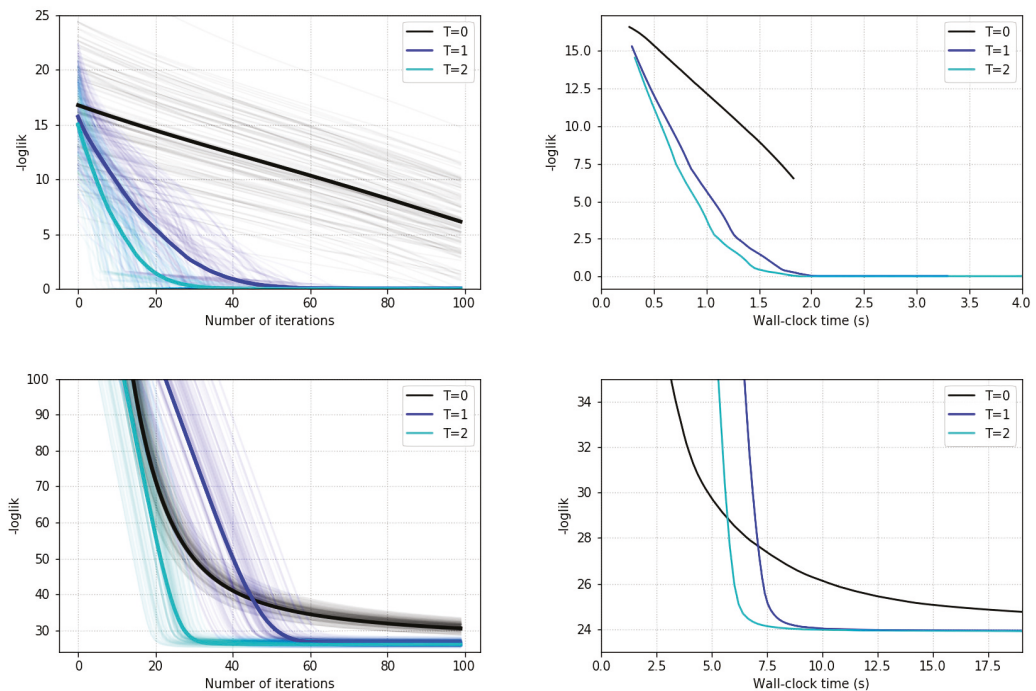 25
20
15
10
5
0
-loglik
0 20 40 60 80 100
Number of iterations
T=0
T=1
T=2
15.0
12.5
10.0
7.5
5.0
2.5
0.0
-loglik
0.0 0.5 1.0 1.5 2.0 2.5 3.0 3.5 4.0
Wall-clock time (s)
T=0
T=1
T=2
100
90
80
70
60
50
40
30
-loglik
0 20 40 60 80 100
Number of iterations
T=0
T=1
T=2
34
32
30
28
26
24
-loglik
0.0 2.5 5.0 7.5 10.0 12.5 15.0 17.5
Wall-clock time (s)
T=0
T=1
T=2